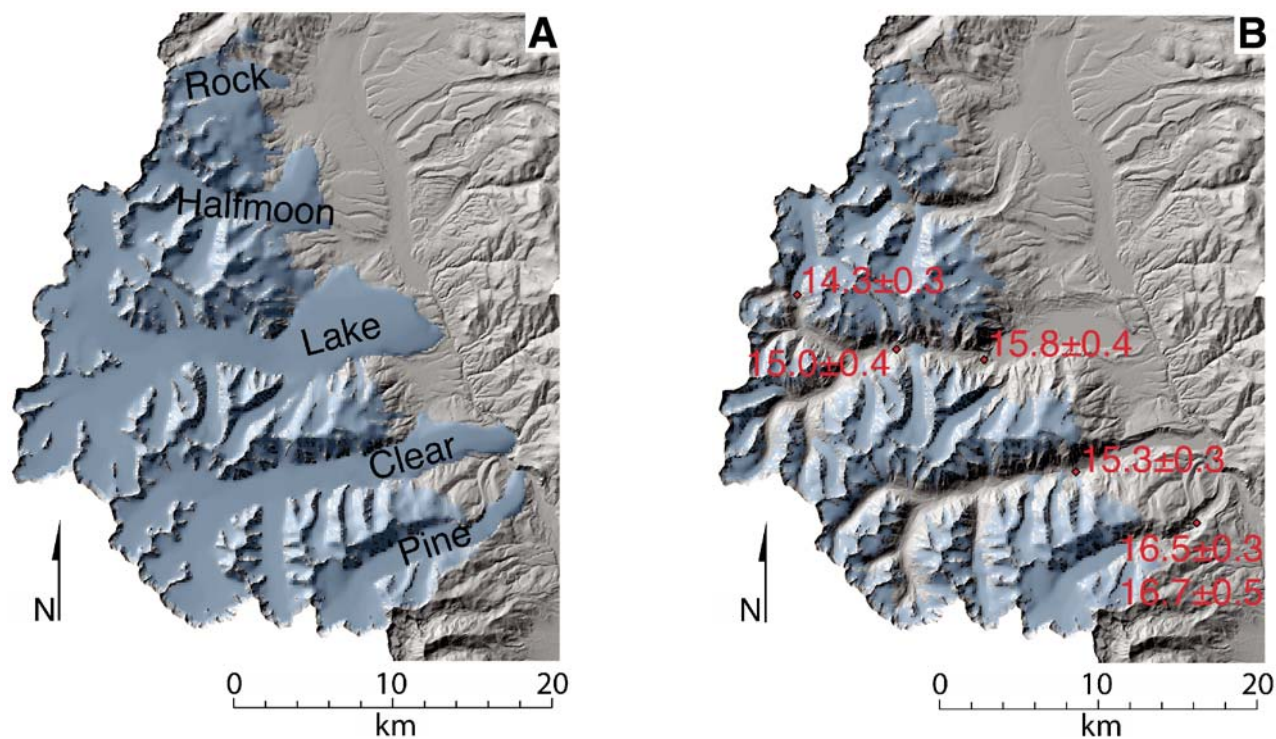 A
Rock
Halfmoon
Lake
Clear
Pine
N
0 10 20
km
B
14.3±0.3
15.0±0.4
15.8±0.4
15.3±0.3
16.5±0.3
16.7±0.5
N
0 10 20
km